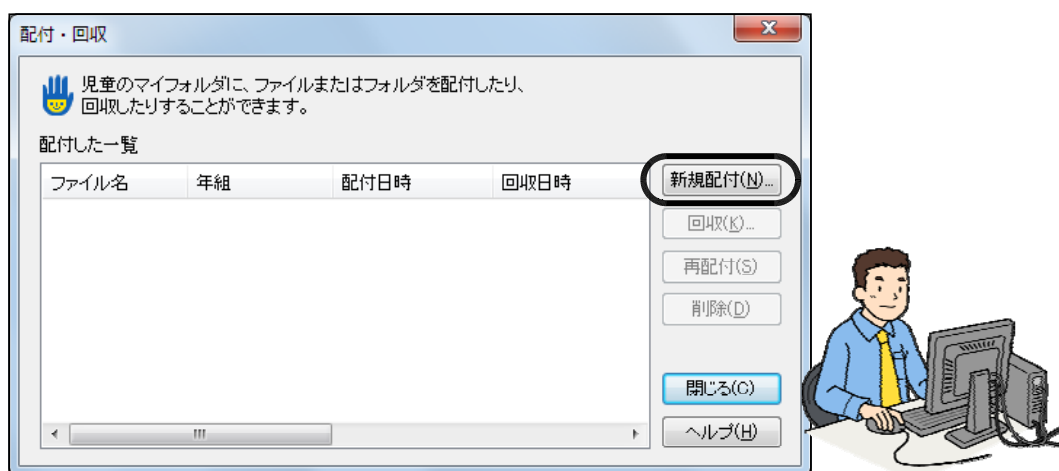 配付・回収
児童のマイフォルダに、ファイルまたはフォルダを配付したり、
回収したりすることができます。
配付した一覧
ファイル名 年組 配付日時 回収日時
新規配付(N)...
回収(K)...
再配付(S)
削除(D)
閉じる(C)
ヘルプ(H)